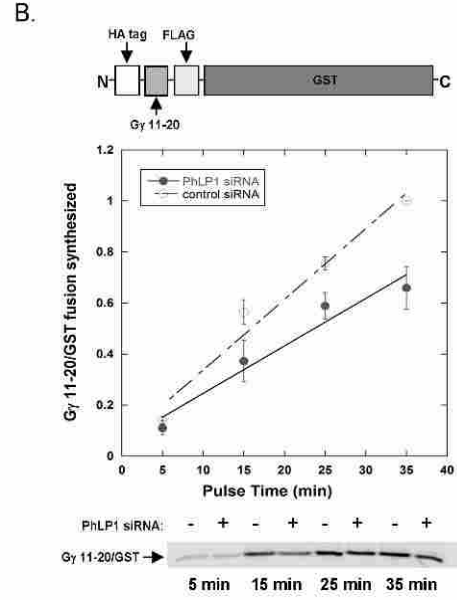 B.
HA tag FLAG
N GST C
Gγ 11-20
1.2
1
0.8
0.6
0.4
0.2
0
PhLP1 siRNA
control siRNA
Gγ 11-20/GST fusion synthesized
0 5 10 15 20 25 30 35 40
Pulse Time (min)
PhLP1 siRNA: - + - + - + - +
Gγ 11-20/GST
5 min 15 min 25 min 35 min